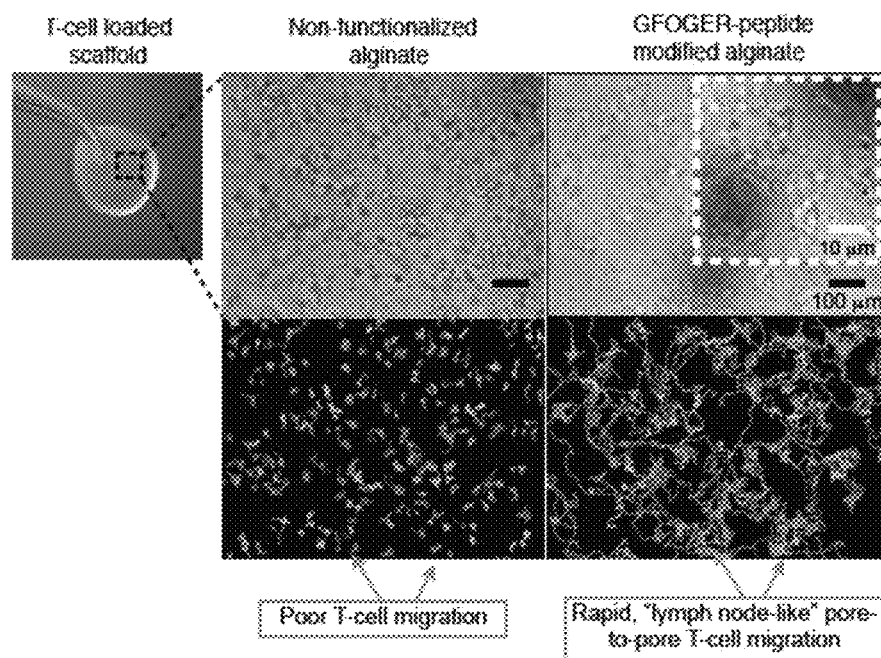 T-cell loaded
scaffold
Non-functionalized
alginate
GFOGER-peptide
modified alginate
10 μm
100 μm
Poor T-cell migration
Rapid, "lymph node-like" pore-
to-pore T-cell migration